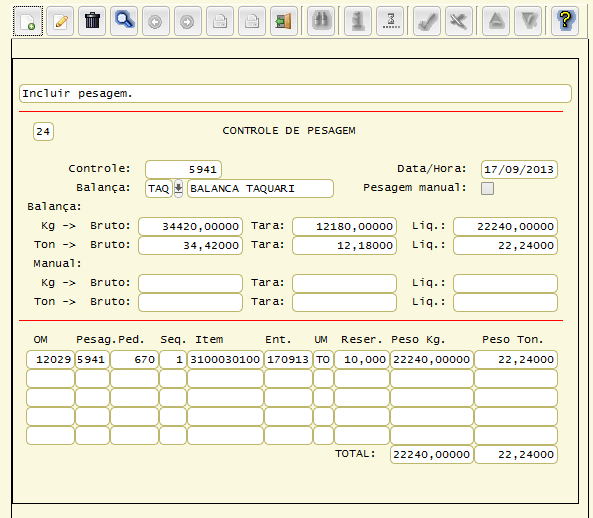 Incluir pesagem.
24 CONTROLE DE PESAGEM
Controle: 5941 Data/Hora: 17/09/2013
Balança: TAQ BALANCA TAQUARI Pesagem manual:
Balança:
Kg -> Bruto: 34420,00000 Tara: 12180,00000 Liq.: 22240,00000
Ton -> Bruto: 34,42000 Tara: 12,18000 Liq.: 22,24000
Manual:
Kg -> Bruto: Tara: Liq.:
Ton -> Bruto: Tara: Liq.:
OM Pesag. Ped. Seq. Item Ent. UM Reser. Peso Kg. Peso Ton.
12029 5941 670 1 3100030100 170913 TO 10,000 22240,00000 22,24000
TOTAL: 22240,00000 22,24000